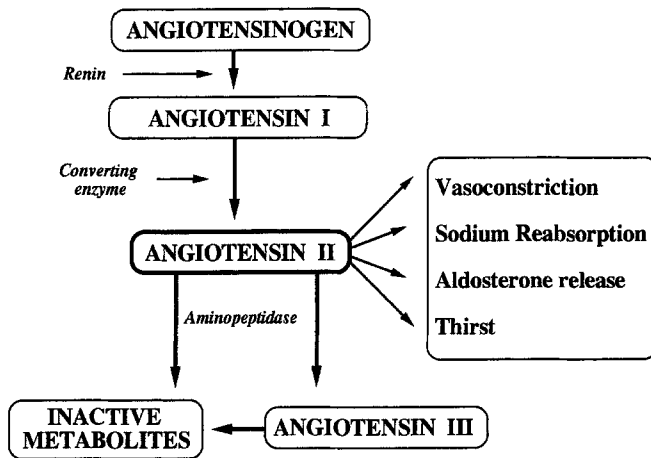 ANGIOTENSINOGEN
Renin
ANGIOTENSIN I
Converting
enzyme
ANGIOTENSIN II
Vasoconstriction
Sodium Reabsorption
Aldosterone release
Thirst
Aminopeptidase
INACTIVE
METABOLITES
ANGIOTENSIN III